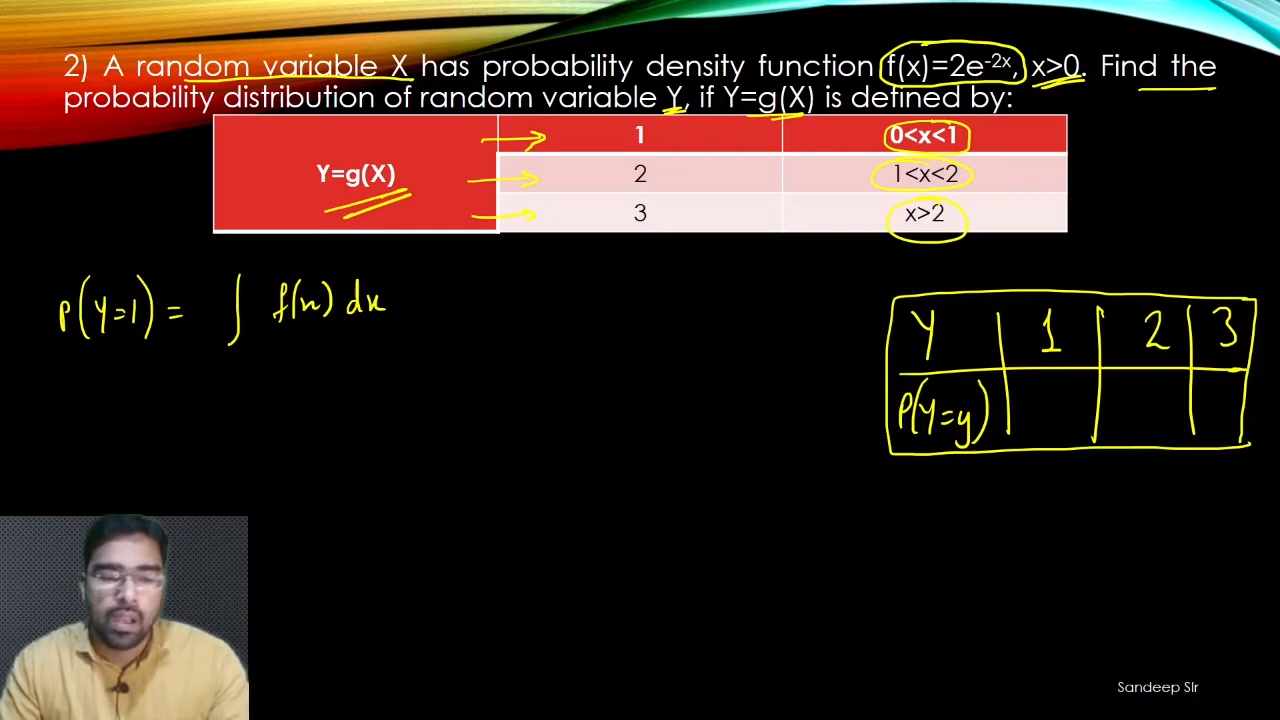 2) A random variable X has probability density function f(x)=2e⁻²ˣ, x>0. Find the
probability distribution of random variable Y, if Y=g(X) is defined by:
1 0<x<1
Y=g(X) 2 1<x<2
3 x>2
P(Y=1) = ∫ f(x) dx
Y 1 2 3
P(Y=y)
Sandeep SIr